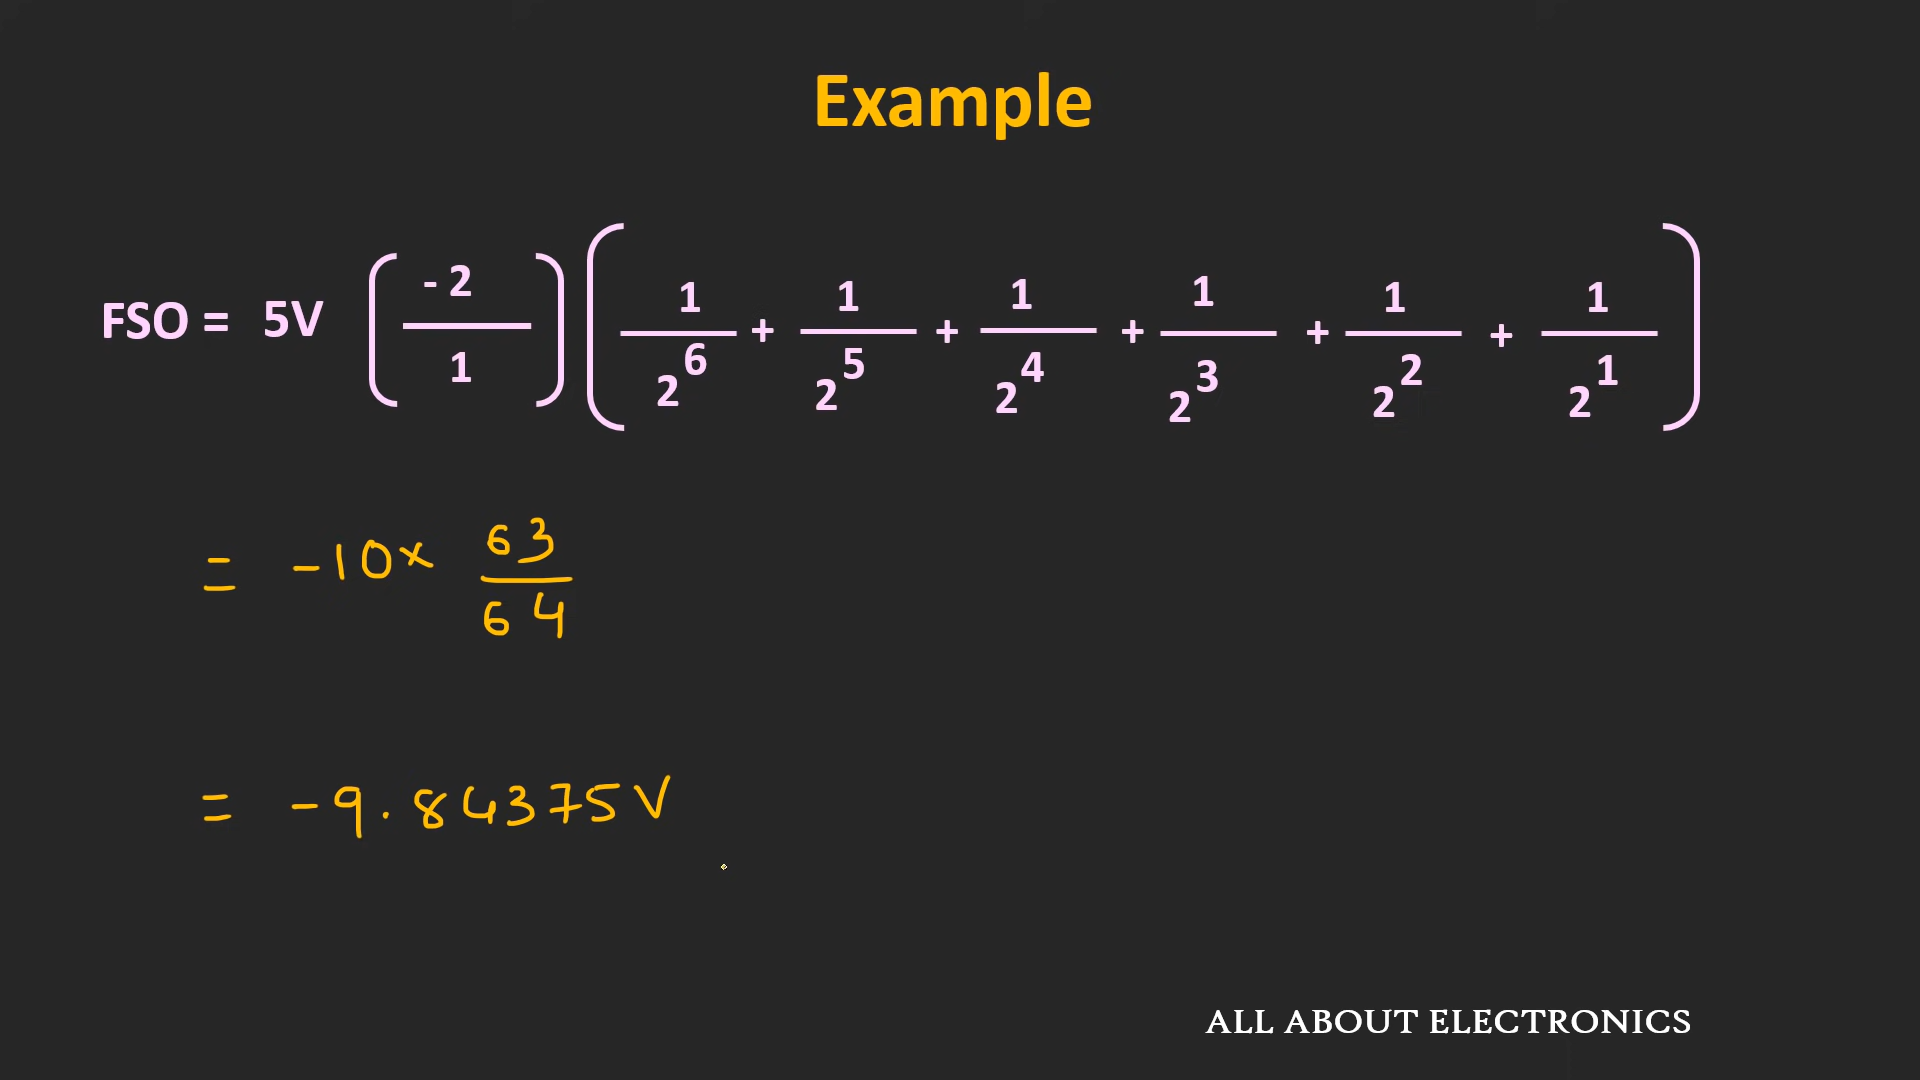 Example
FSO = 5V (-2/1) (1/2^6 + 1/2^5 + 1/2^4 + 1/2^3 + 1/2^2 + 1/2^1)
= -10 x 63/64
= -9.84375V
ALL ABOUT ELECTRONICS